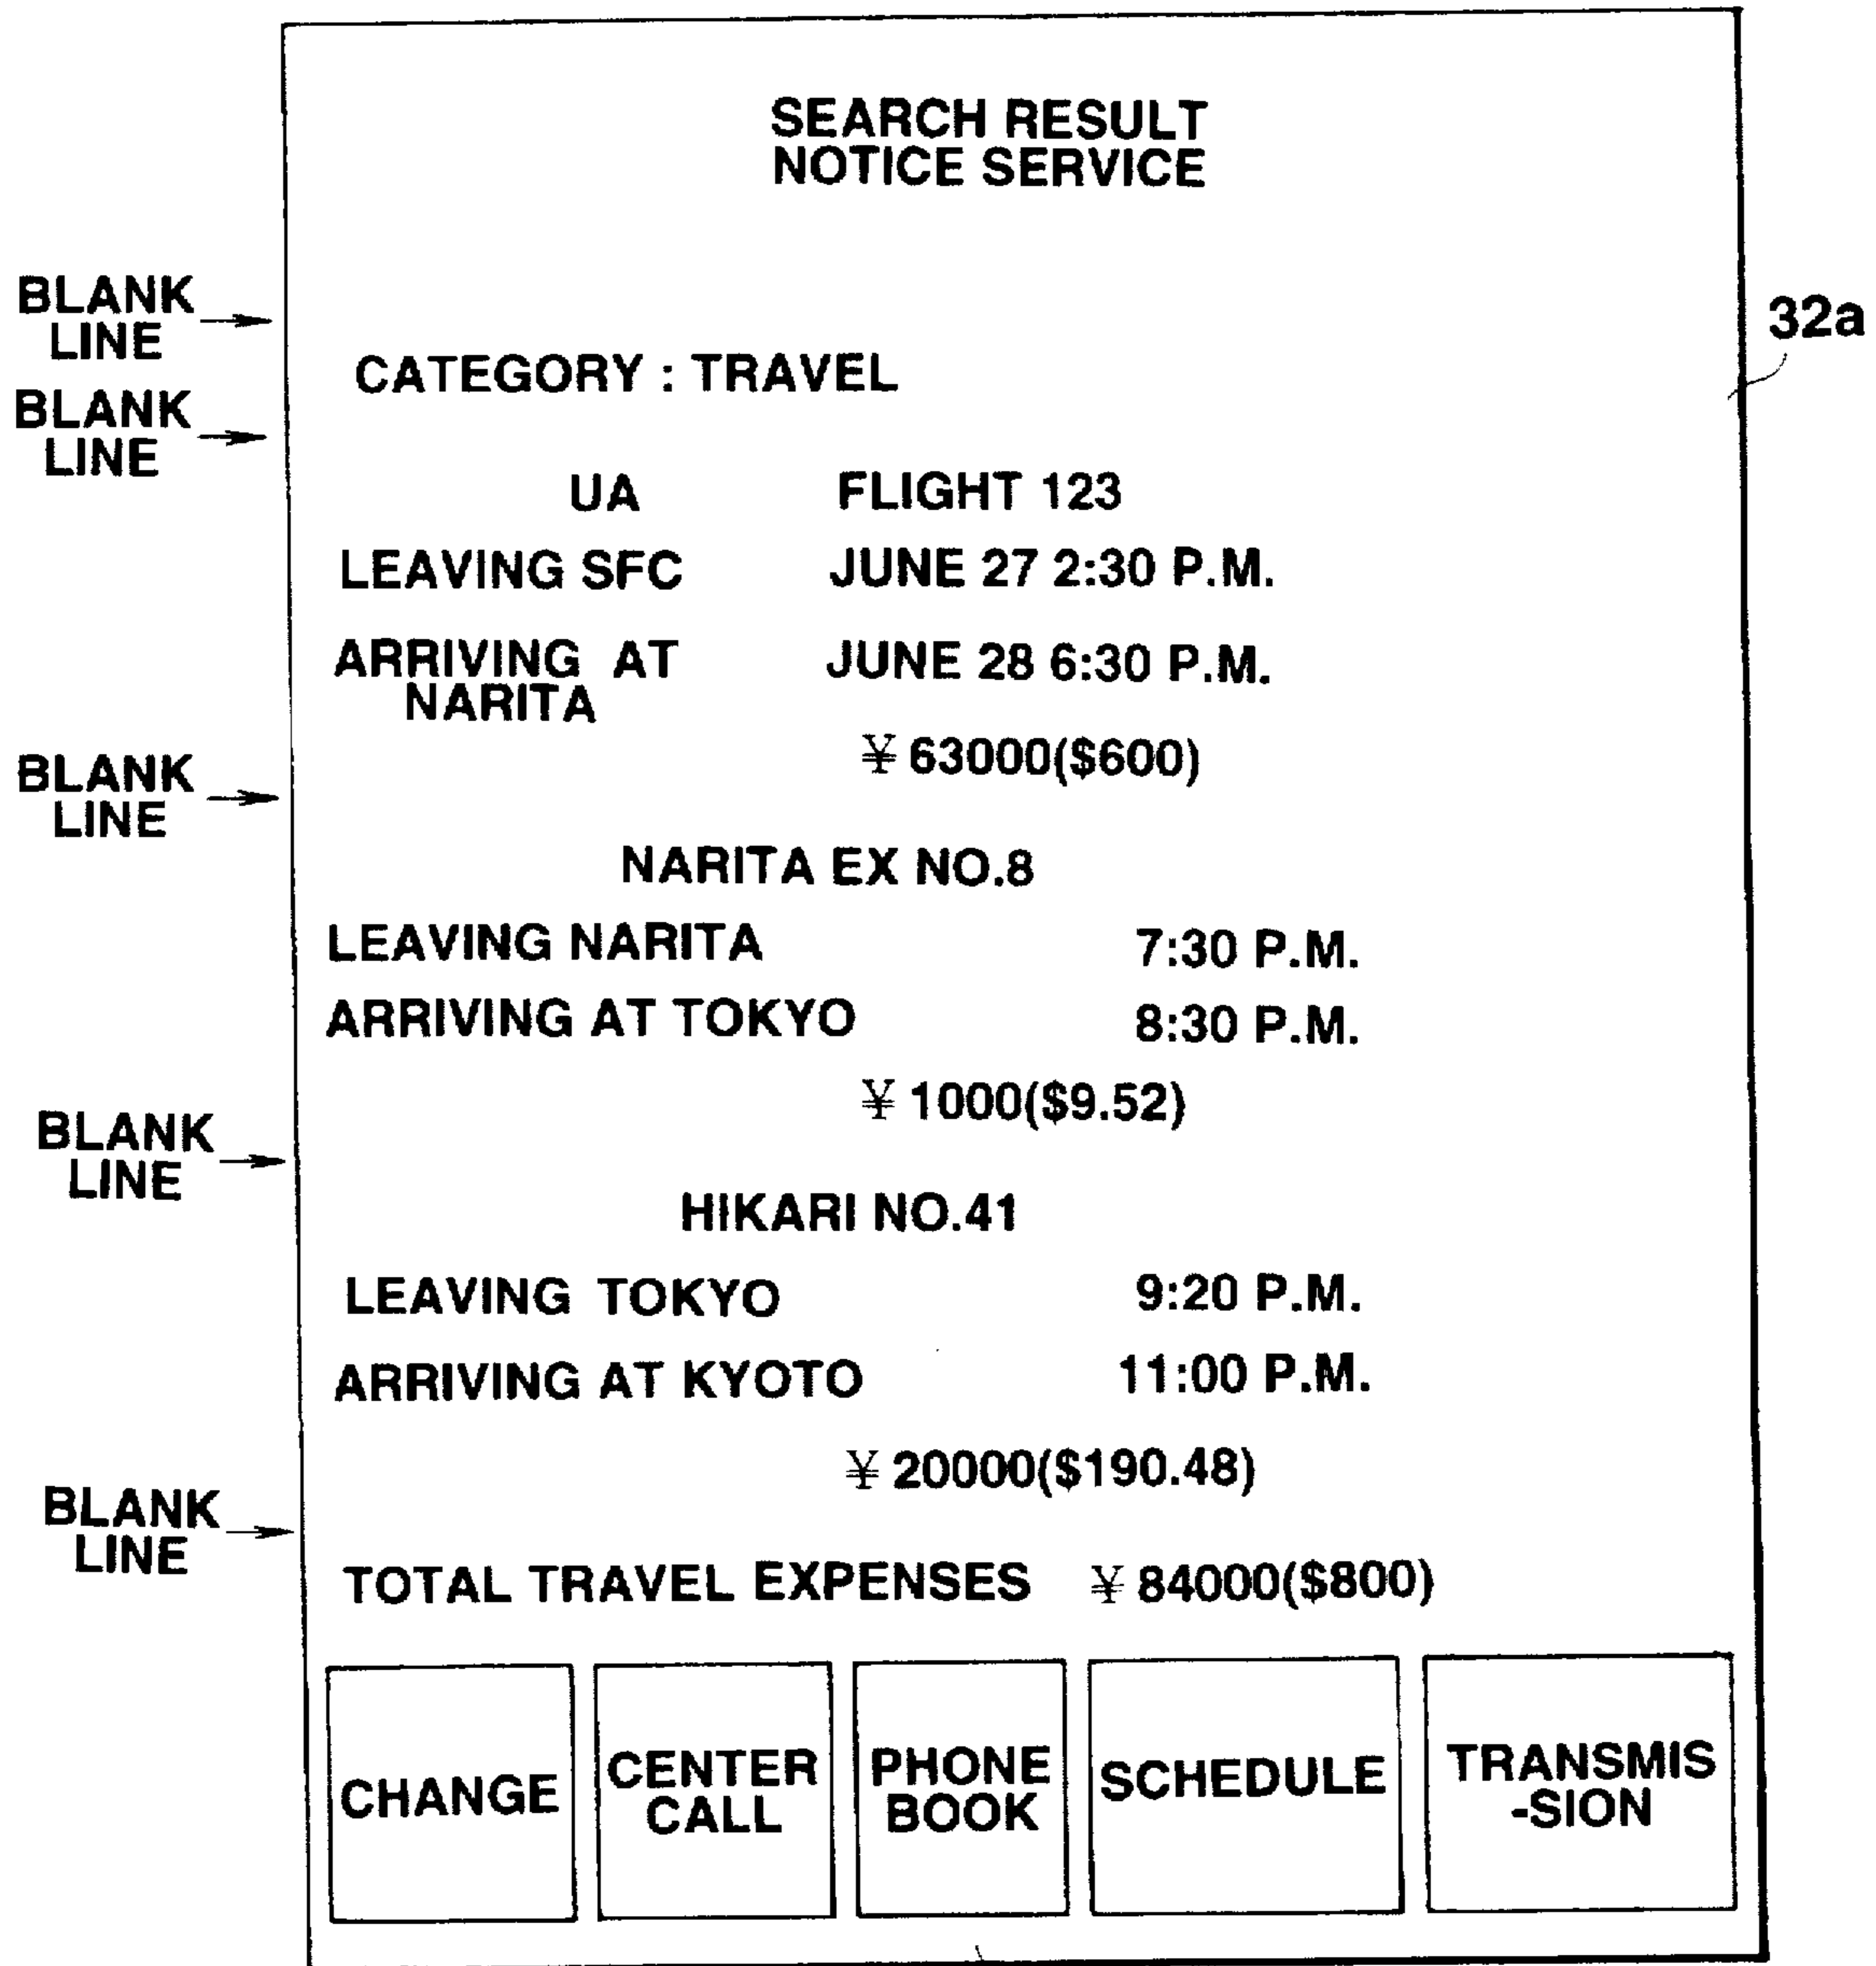 SEARCH RESULT
NOTICE SERVICE
BLANK
LINE
32a
CATEGORY : TRAVEL
BLANK
LINE
UA FLIGHT 123
LEAVING SFC JUNE 27 2:30 P.M.
ARRIVING AT JUNE 28 6:30 P.M.
NARITA
¥ 63000($600)
BLANK
LINE
NARITA EX NO.8
LEAVING NARITA 7:30 P.M.
ARRIVING AT TOKYO 8:30 P.M.
¥ 1000($9.52)
BLANK
LINE
HIKARI NO.41
LEAVING TOKYO 9:20 P.M.
ARRIVING AT KYOTO 11:00 P.M.
¥ 20000($190.48)
BLANK
LINE
TOTAL TRAVEL EXPENSES ¥ 84000($800)
CHANGE
CENTER
CALL
PHONE
BOOK
SCHEDULE
TRANSMIS
-SION